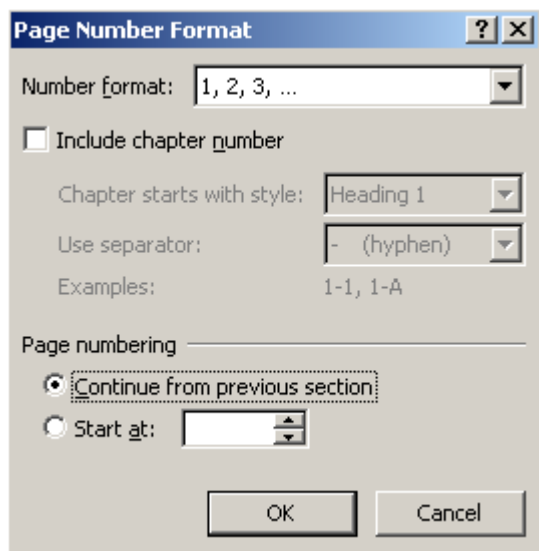 Page Number Format
Number format: 1, 2, 3, ...
Include chapter number
Chapter starts with style: Heading 1
Use separator: - (hyphen)
Examples: 1-1, 1-A
Page numbering
Continue from previous section
Start at:
OK Cancel